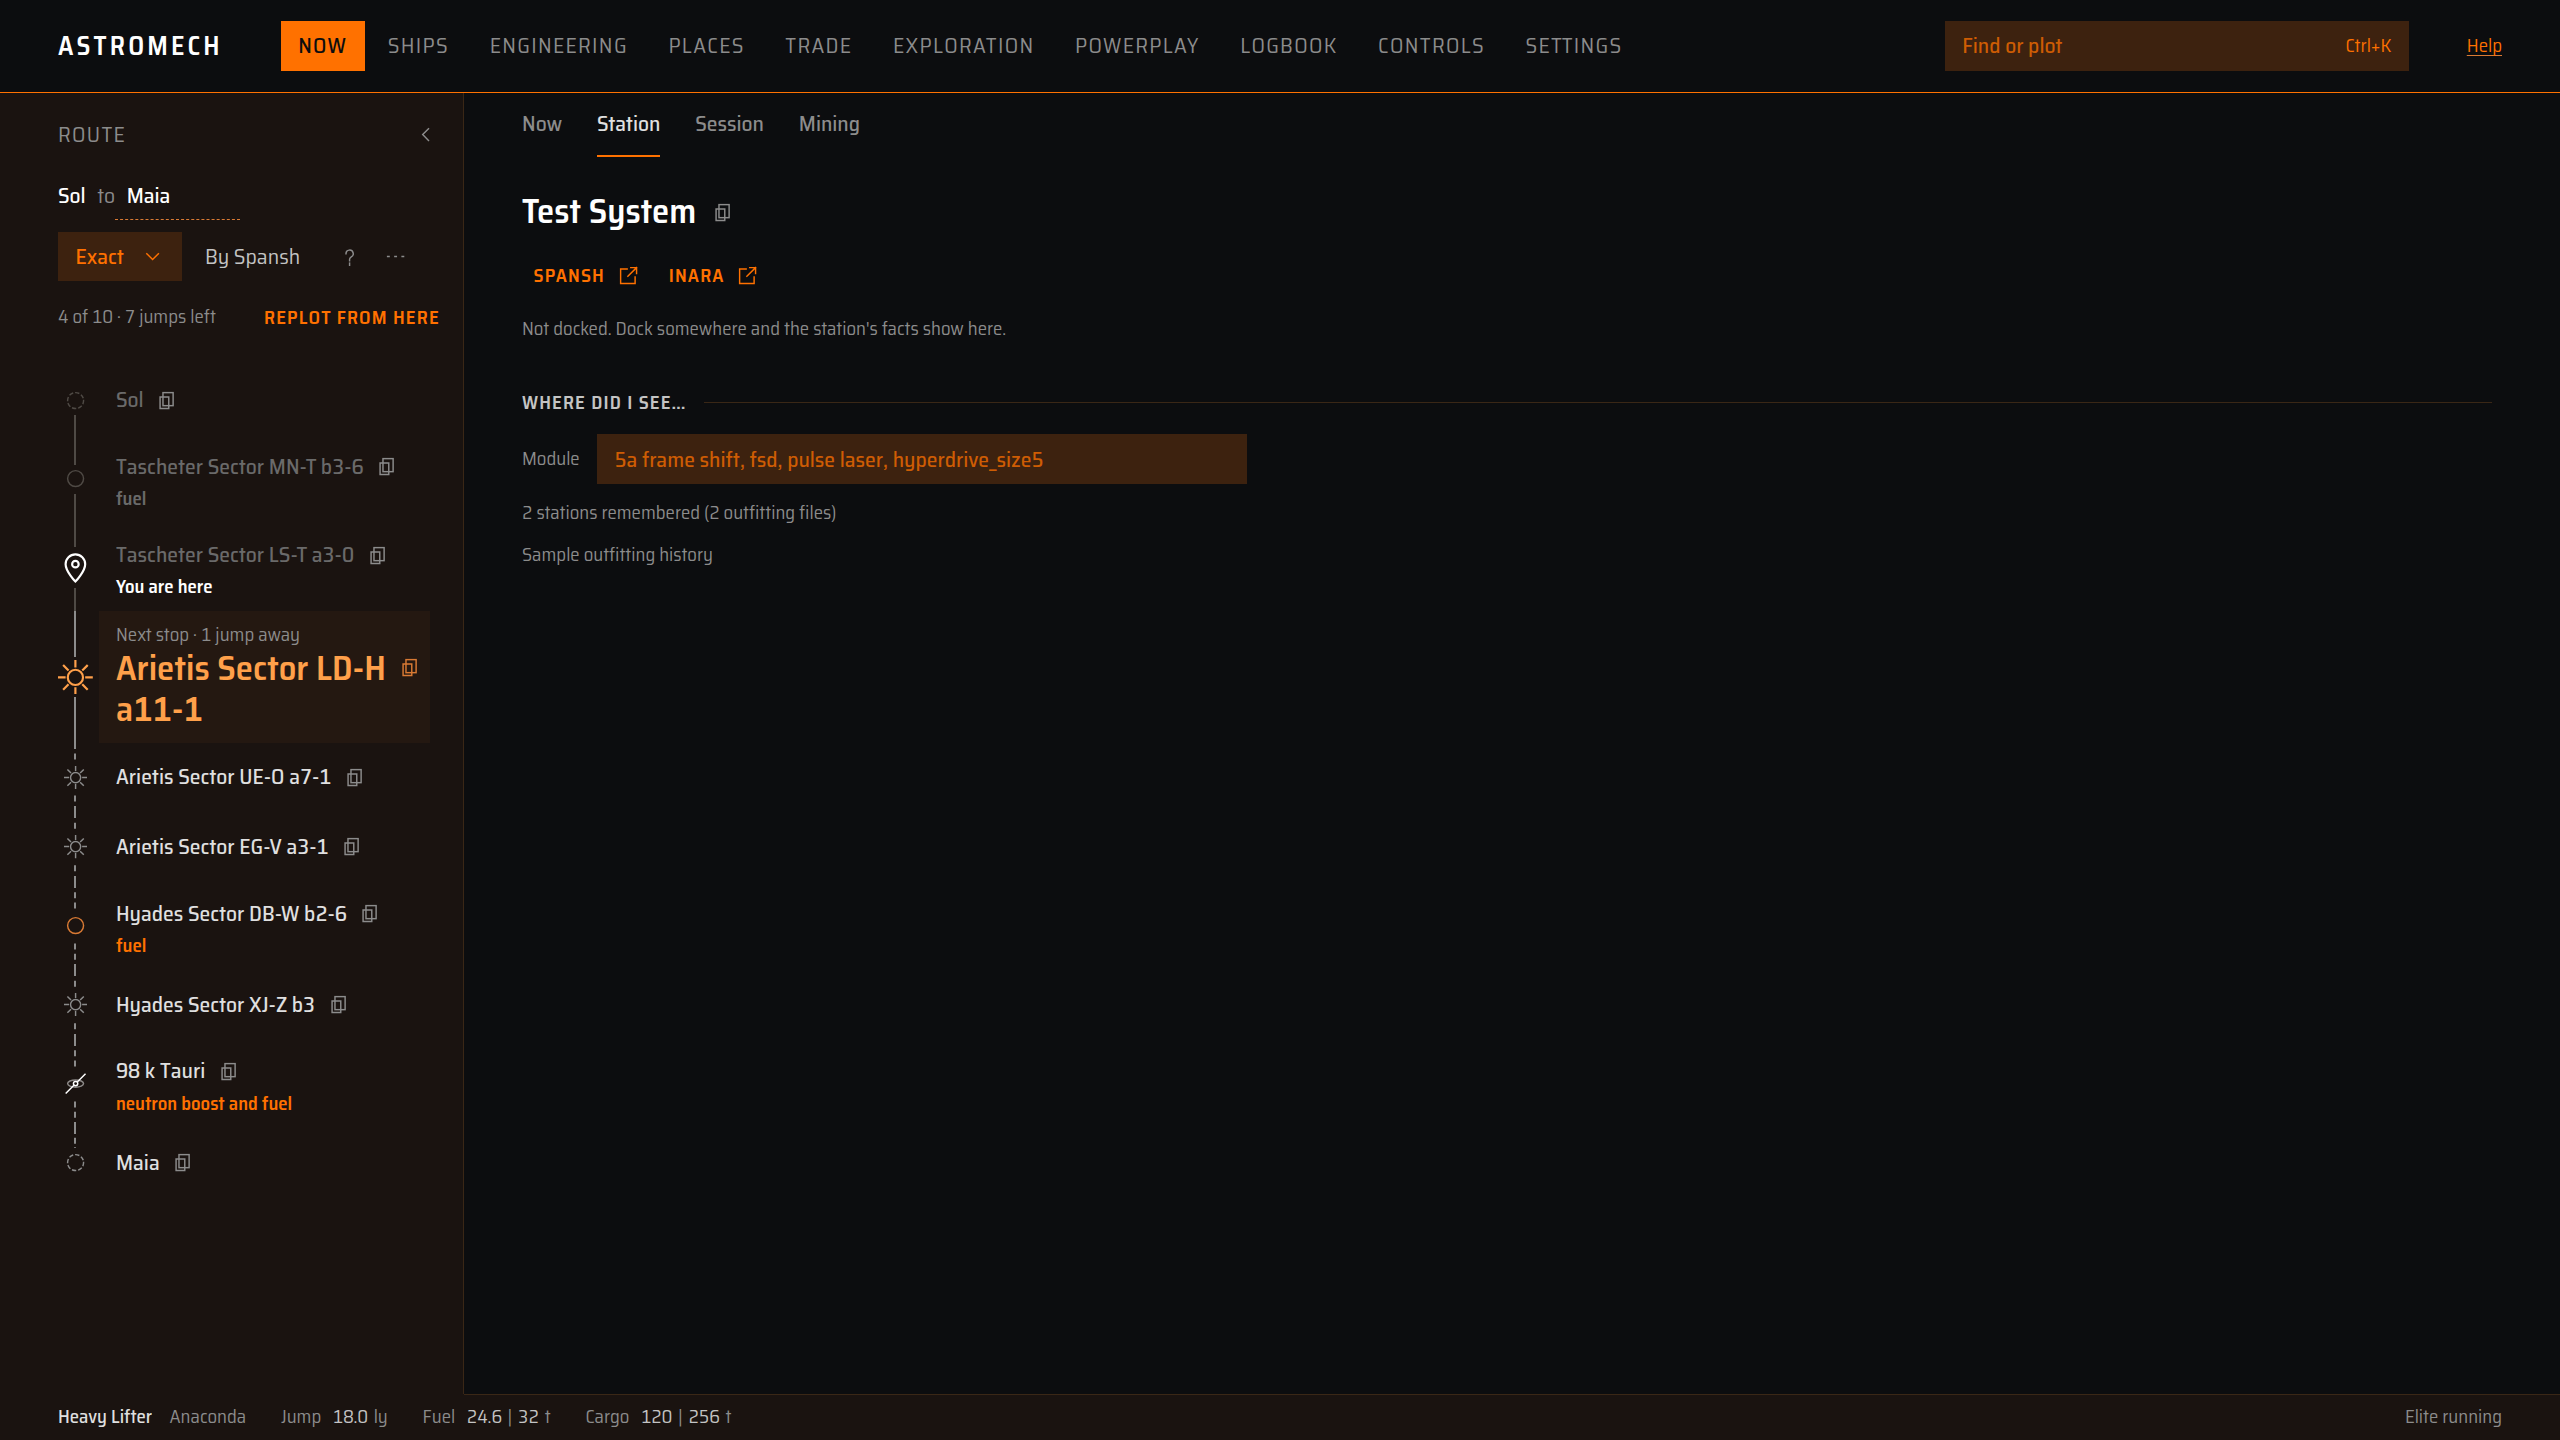 ASTROMECH
NOW SHIPS ENGINEERING PLACES TRADE EXPLORATION POWERPLAY LOGBOOK CONTROLS SETTINGS
Find or plot Ctrl+K
Help
ROUTE
Sol to Maia
Exact By Spansh ? ...
4 of 10 · 7 jumps left REPLOT FROM HERE
Sol
Tascheter Sector MN-T b3-6
fuel
Tascheter Sector LS-T a3-0
You are here
Next stop · 1 jump away
Arietis Sector LD-H
a11-1
Arietis Sector UE-O a7-1
Arietis Sector EG-V a3-1
Hyades Sector DB-W b2-6
fuel
Hyades Sector XJ-Z b3
98 k Tauri
neutron boost and fuel
Maia
Now Station Session Mining
Test System
SPANSH INARA
Not docked. Dock somewhere and the station's facts show here.
WHERE DID I SEE...
Module 5a frame shift, fsd, pulse laser, hyperdrive_size5
2 stations remembered (2 outfitting files)
Sample outfitting history
Heavy Lifter Anaconda Jump 18.0 ly Fuel 24.6 | 32 t Cargo 120 | 256 t
Elite running